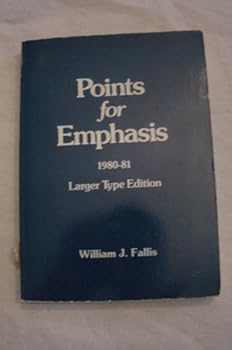 Points
for
Emphasis
1980-81
Larger Type Edition
William J. Fallis